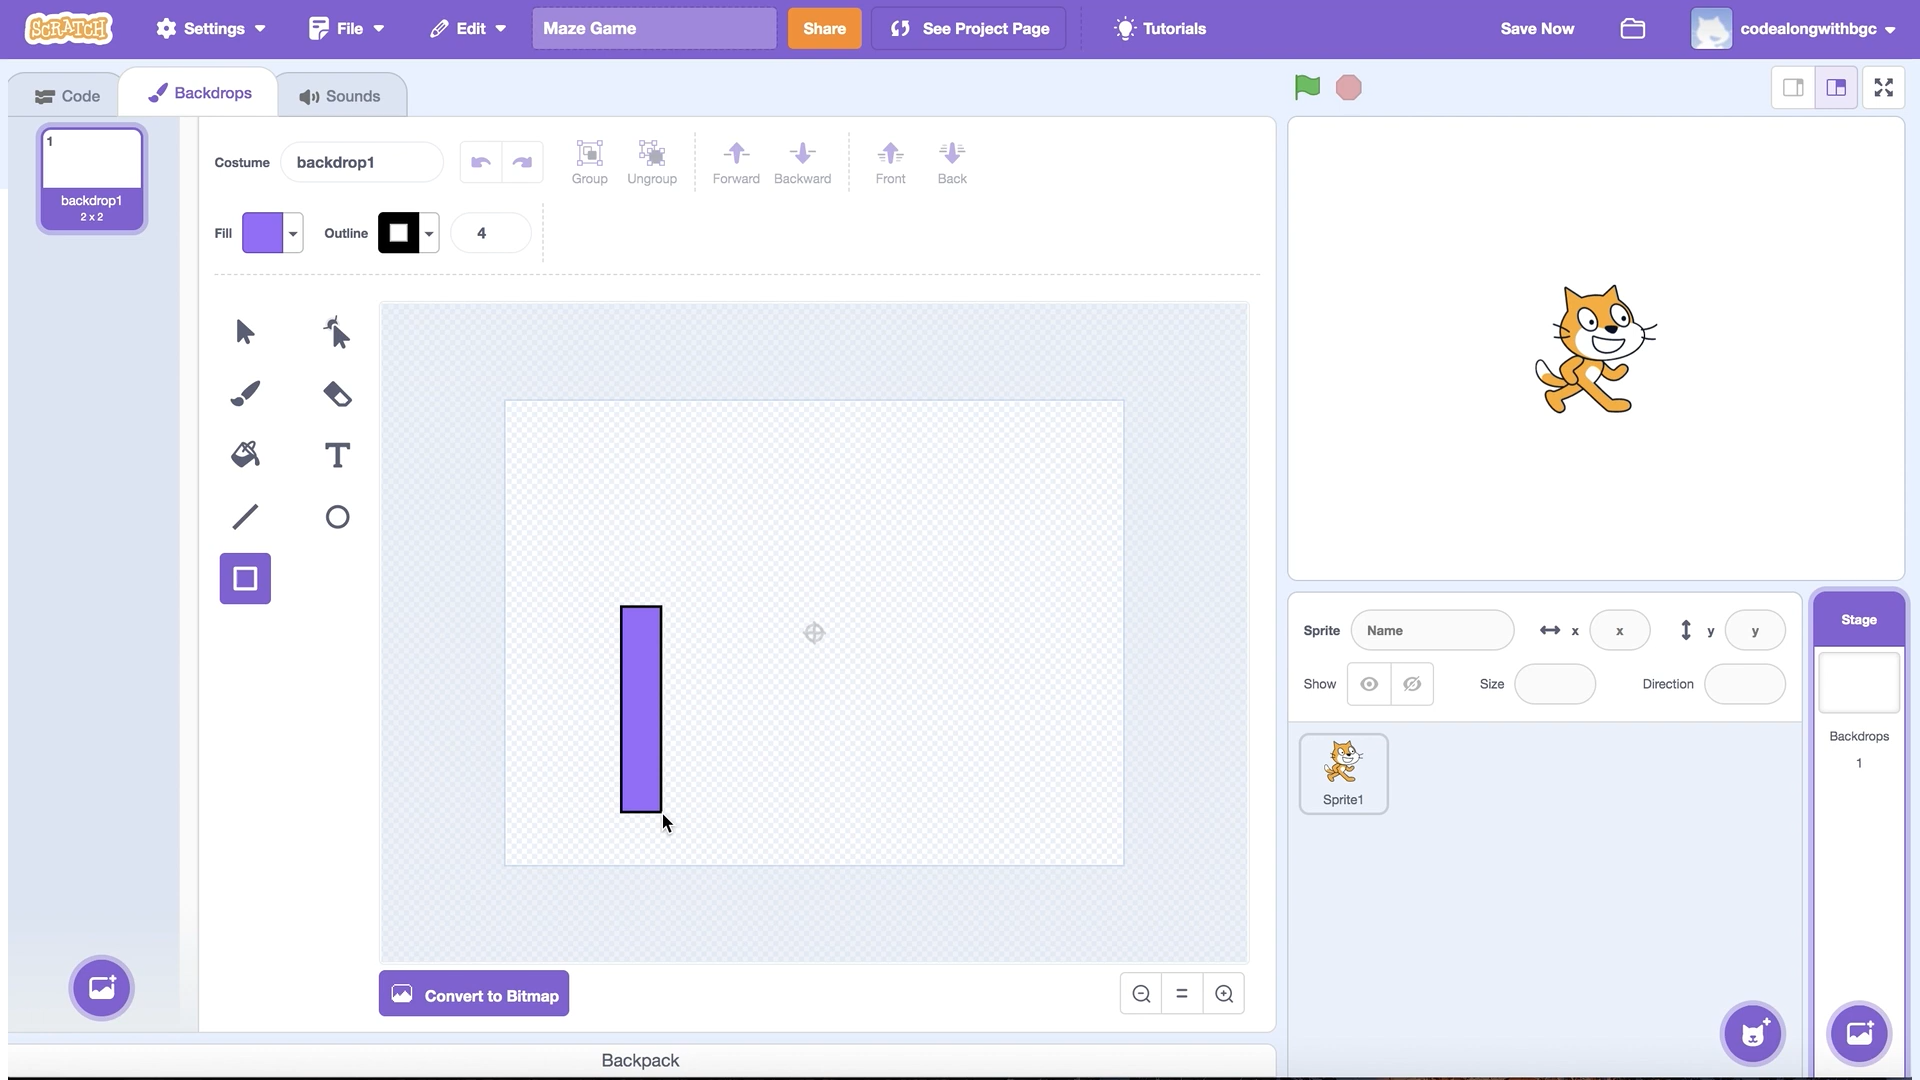 SCRATCH Settings File Edit Maze Game Share See Project Page Tutorials Save Now codealongwithbgc
Code Backdrops Sounds
1
backdrop1
2 x 2
Costume backdrop1
Group Ungroup Forward Backward Front Back
Fill Outline 4
T
Convert to Bitmap
Backpack
Sprite Name x x y y
Show Size Direction
Sprite1
Stage
Backdrops
1